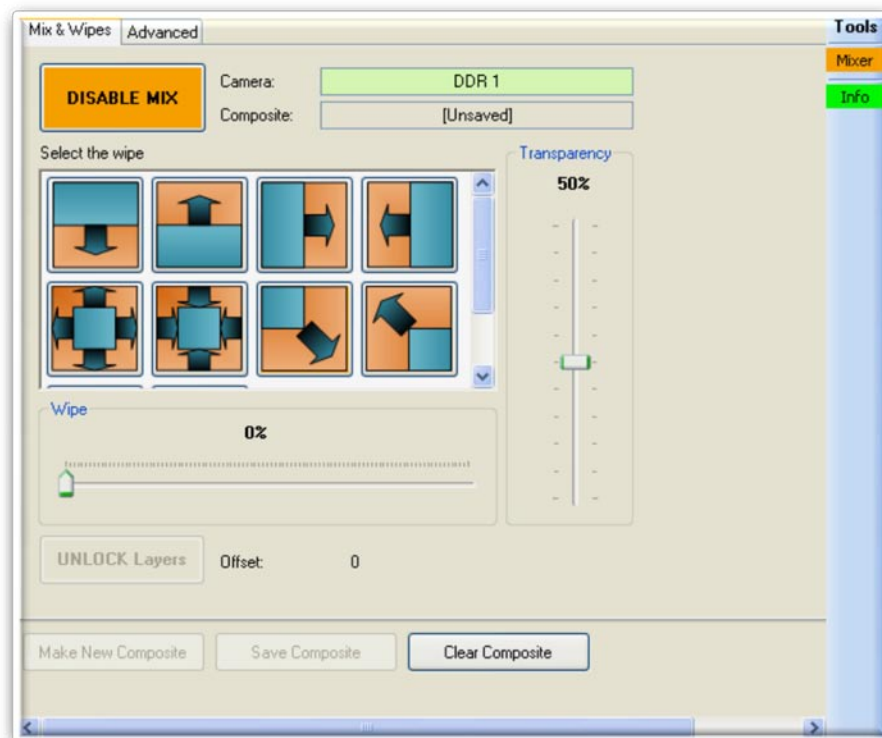 Mix & Wipes
Advanced
Tools
Mixer
Info
DISABLE MIX
Camera:
DDR 1
Composite:
[Unsaved]
Select the wipe
Transparency
50%
Wipe
0%
UNLOCK Layers
Offset:
0
Make New Composite
Save Composite
Clear Composite